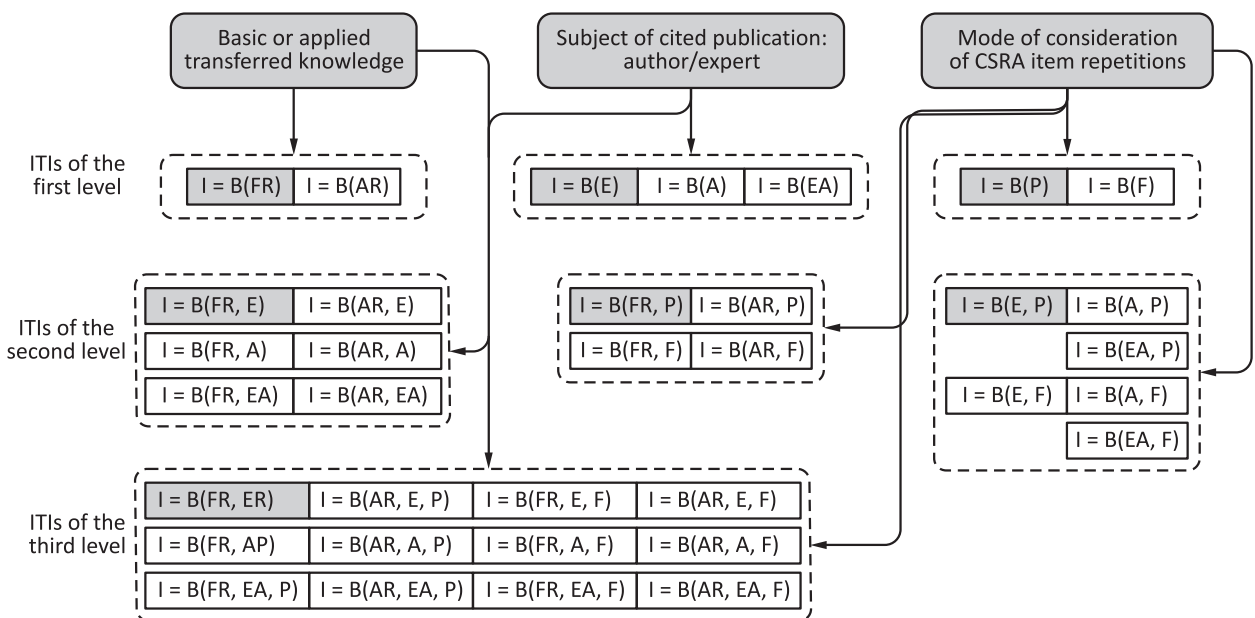 Basic or applied
transferred knowledge
Subject of cited publication:
author/expert
Mode of consideration
of CSRA item repetitions
ITIs of the
first level
I = B(FR) I = B(AR)
I = B(E) I = B(A) I = B(EA)
I = B(P) I = B(F)
ITIs of the
second level
I = B(FR, E) I = B(AR, E)
I = B(FR, A) I = B(AR, A)
I = B(FR, EA) I = B(AR, EA)
I = B(FR, P) I = B(AR, P)
I = B(FR, F) I = B(AR, F)
I = B(E, P) I = B(A, P)
I = B(EA, P)
I = B(E, F) I = B(A, F)
I = B(EA, F)
ITIs of the
third level
I = B(FR, ER) I = B(AR, E, P) I = B(FR, E, F) I = B(AR, E, F)
I = B(FR, AP) I = B(AR, A, P) I = B(FR, A, F) I = B(AR, A, F)
I = B(FR, EA, P) I = B(AR, EA, P) I = B(FR, EA, F) I = B(AR, EA, F)